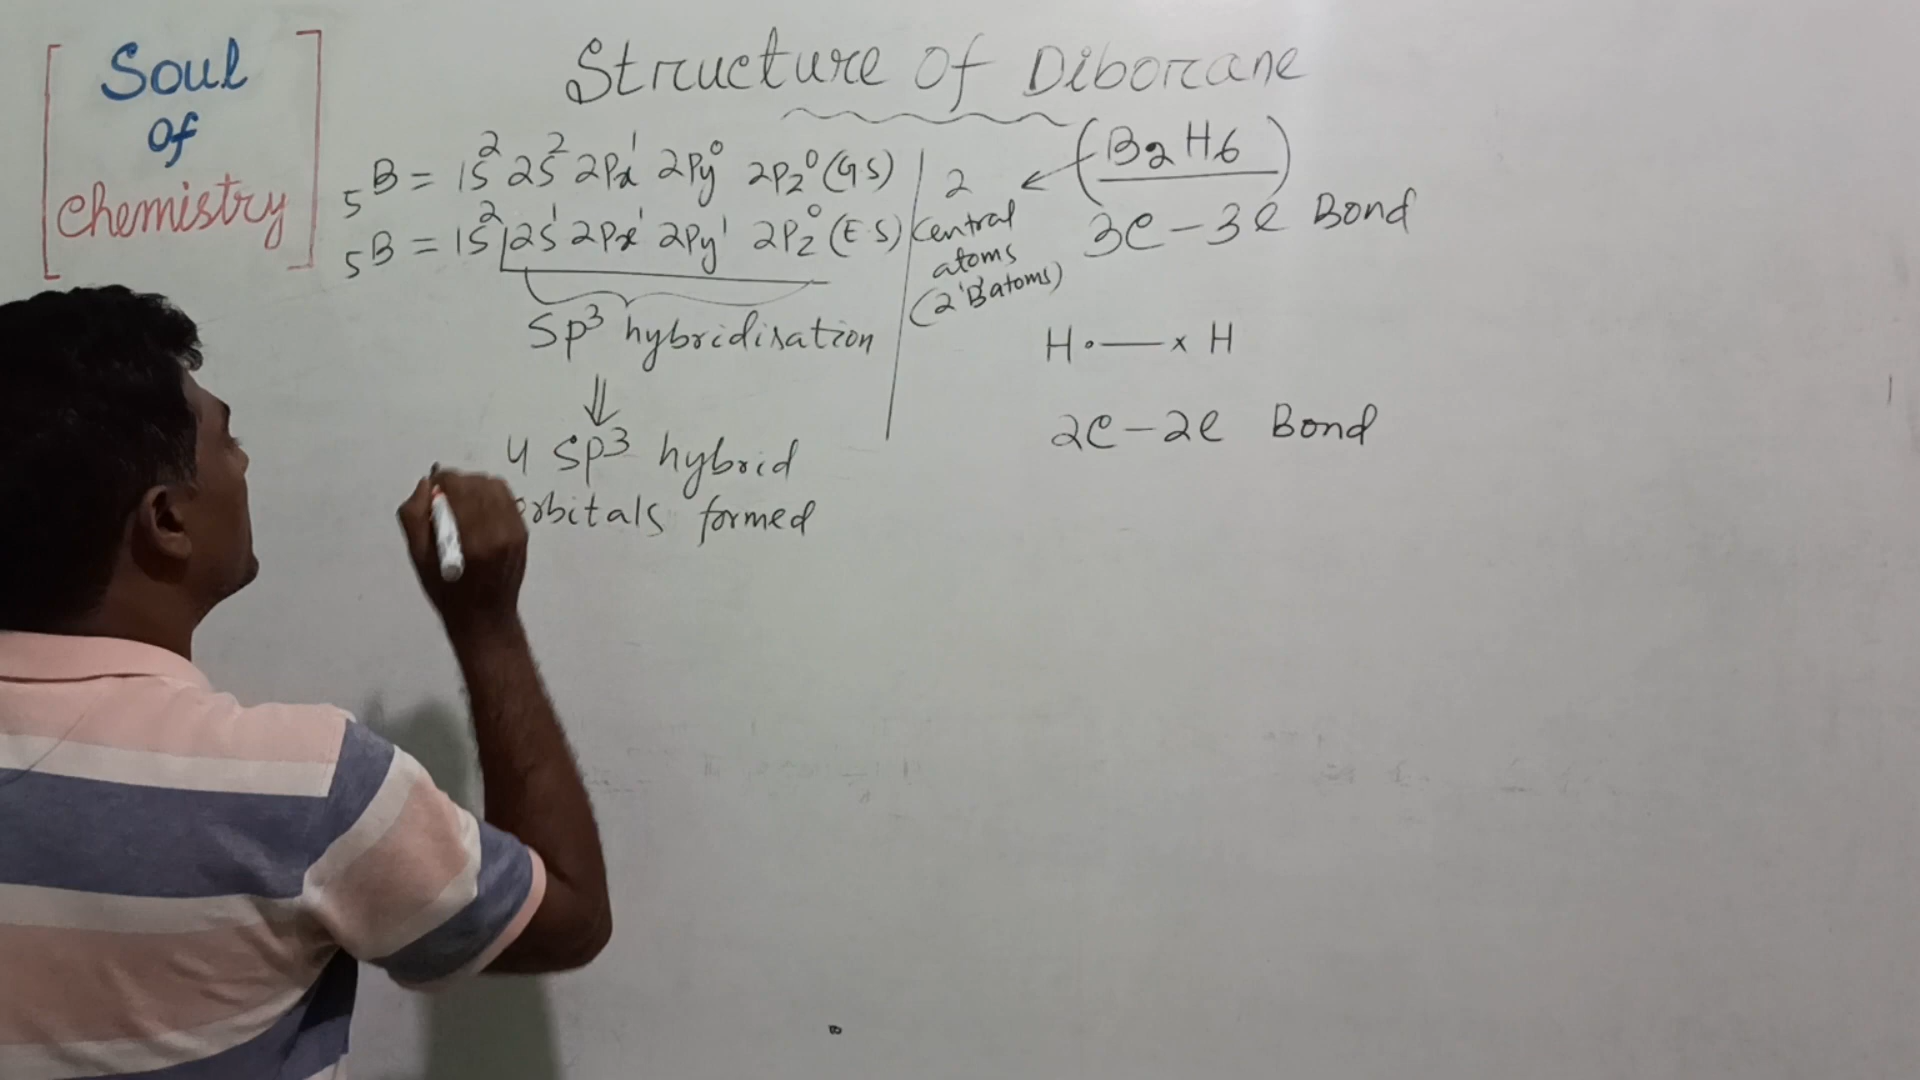 Soul
Of
Chemistry
Structure Of Diborane
(B2H6)
5B = 1S² 2S² 2Px¹ 2Py⁰ 2Pz⁰ (G S)
5B = 1S² 2S¹ 2Px¹ 2Py¹ 2Pz⁰ (E.S)
Sp³ hybridisation
⇓
4 Sp³ hybrid
orbitals formed
2
Central
atoms
(2 'B' atoms)
3C-3e Bond
H•—x H
2C-2e Bond